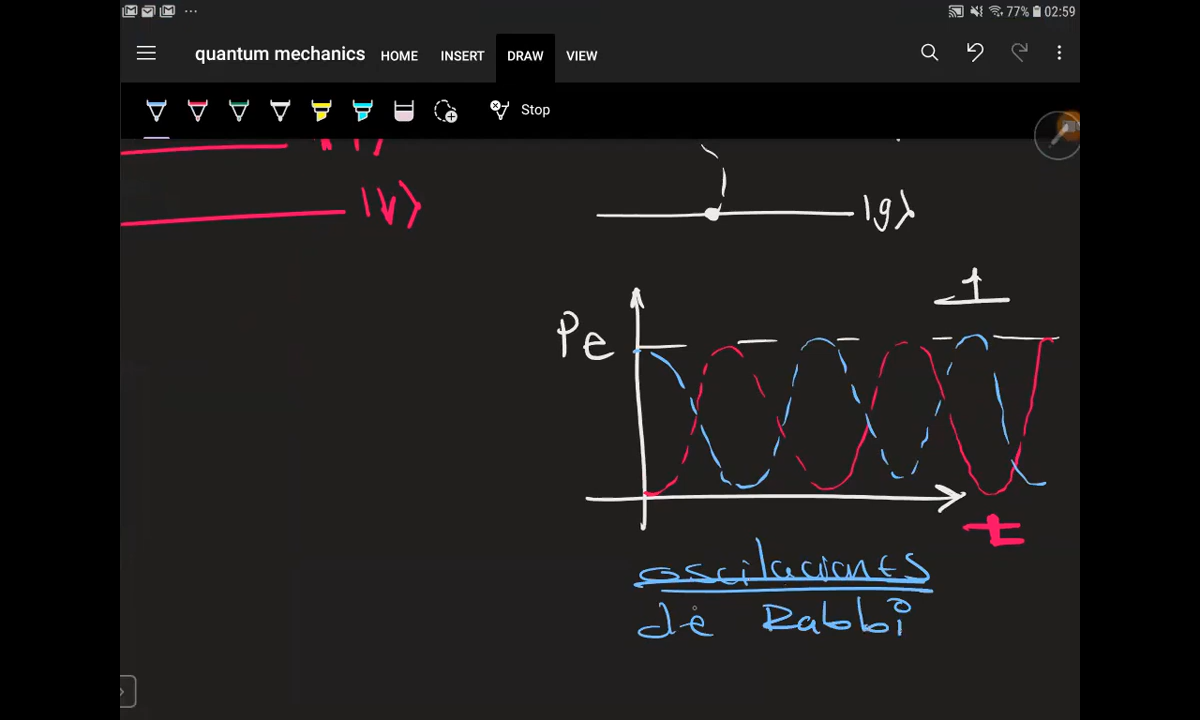 02:59
77%
quantum mechanics HOME INSERT DRAW VIEW
Stop
|v⟩
|g⟩
1
Pe
t
oscilaciones
de Rabbi